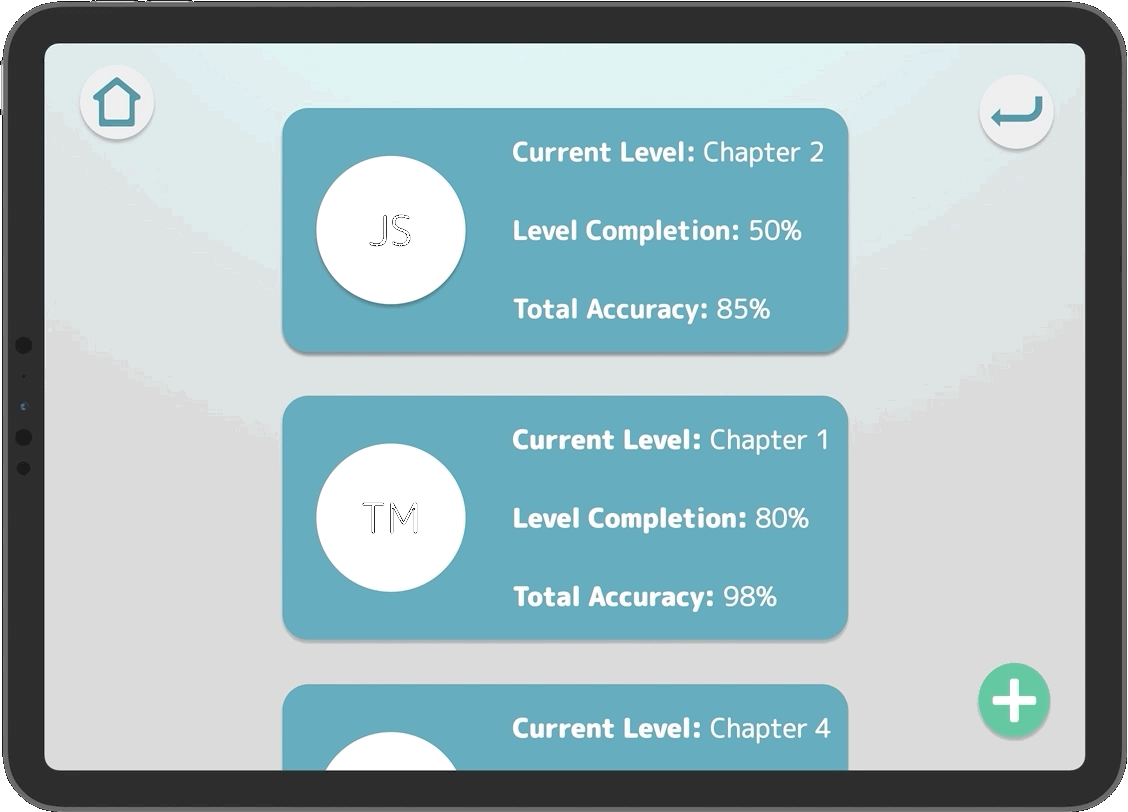 JS
Current Level: Chapter 2
Level Completion: 50%
Total Accuracy: 85%
TM
Current Level: Chapter 1
Level Completion: 80%
Total Accuracy: 98%
Current Level: Chapter 4